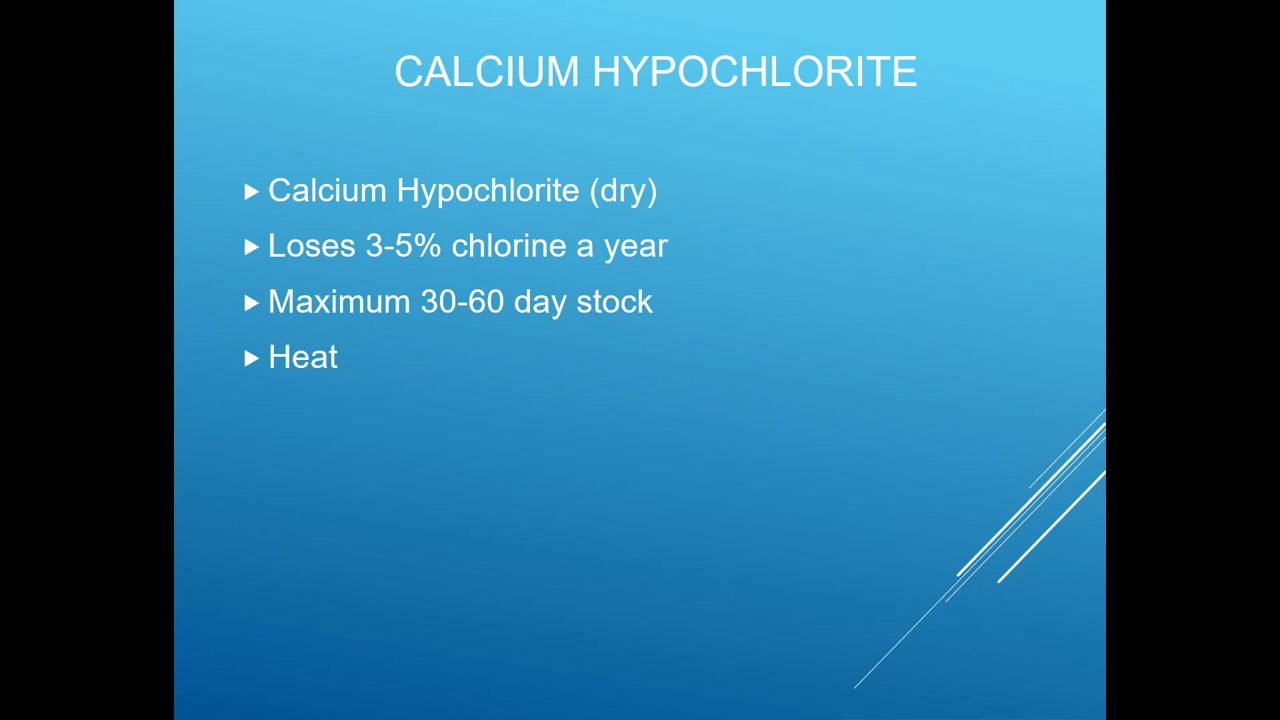 CALCIUM HYPOCHLORITE
Calcium Hypochlorite (dry)
Loses 3-5% chlorine a year
Maximum 30-60 day stock
Heat